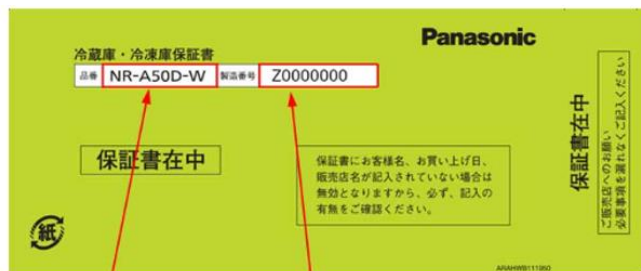 Panasonic
冷蔵庫・冷凍庫保証書
品番 NR-A50D-W 製造番号 Z0000000
保証書在中
保証書にお客様名、お買い上げ日、
販売店名が記入されていない場合は
無効となりますから、必ず、記入の
有無をご確認ください。
保証書在中
ご販売店へのお願い
必要事項を漏れなくご記入ください
紙
ARAHWB111960